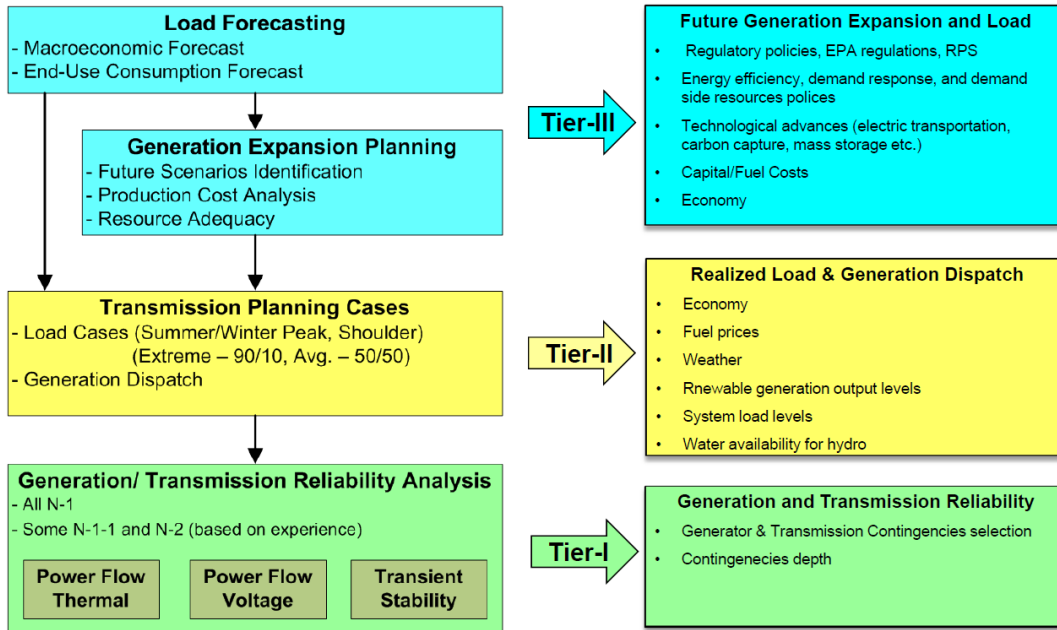 Load Forecasting
- Macroeconomic Forecast
- End-Use Consumption Forecast
Generation Expansion Planning
- Future Scenarios Identification
- Production Cost Analysis
- Resource Adequacy
Transmission Planning Cases
- Load Cases (Summer/Winter Peak, Shoulder)
(Extreme – 90/10, Avg. – 50/50)
- Generation Dispatch
Generation/ Transmission Reliability Analysis
- All N-1
- Some N-1-1 and N-2 (based on experience)
Power Flow
Thermal
Power Flow
Voltage
Transient
Stability
Tier-III
Future Generation Expansion and Load
• Regulatory policies, EPA regulations, RPS
• Energy efficiency, demand response, and demand
side resources polices
• Technological advances (electric transportation,
carbon capture, mass storage etc.)
• Capital/Fuel Costs
• Economy
Tier-II
Realized Load & Generation Dispatch
• Economy
• Fuel prices
• Weather
• Rnewable generation output levels
• System load levels
• Water availability for hydro
Tier-I
Generation and Transmission Reliability
• Generator & Transmission Contingencies selection
• Contingenecies depth